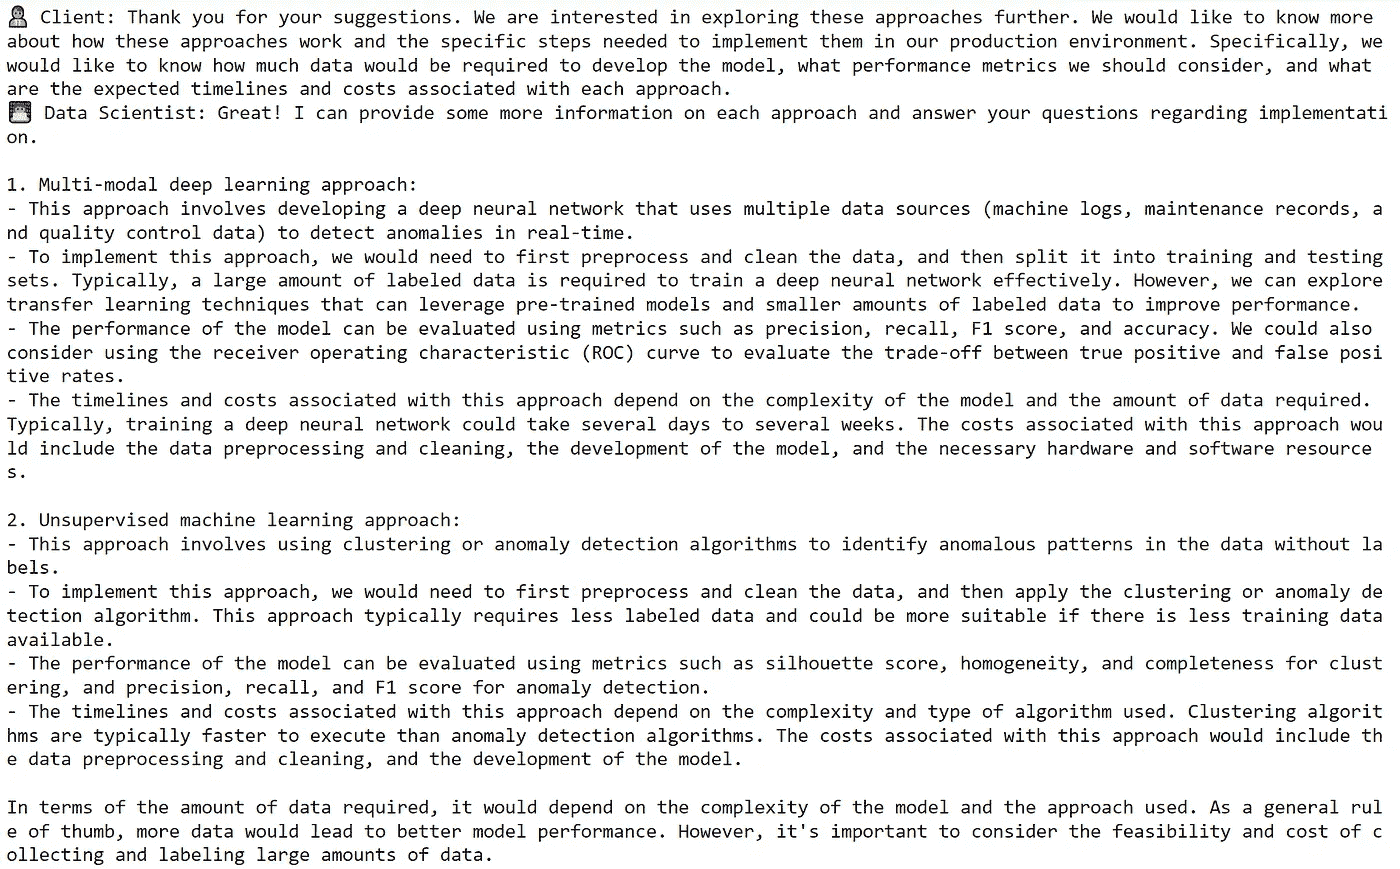 Client: Thank you for your suggestions. We are interested in exploring these approaches further. We would like to know more
about how these approaches work and the specific steps needed to implement them in our production environment. Specifically, we
would like to know how much data would be required to develop the model, what performance metrics we should consider, and what
are the expected timelines and costs associated with each approach.
Data Scientist: Great! I can provide some more information on each approach and answer your questions regarding implementati
on.
1. Multi-modal deep learning approach:
- This approach involves developing a deep neural network that uses multiple data sources (machine logs, maintenance records, a
nd quality control data) to detect anomalies in real-time.
- To implement this approach, we would need to first preprocess and clean the data, and then split it into training and testing
sets. Typically, a large amount of labeled data is required to train a deep neural network effectively. However, we can explore
transfer learning techniques that can leverage pre-trained models and smaller amounts of labeled data to improve performance.
- The performance of the model can be evaluated using metrics such as precision, recall, F1 score, and accuracy. We could also
consider using the receiver operating characteristic (ROC) curve to evaluate the trade-off between true positive and false posi
tive rates.
- The timelines and costs associated with this approach depend on the complexity of the model and the amount of data required.
Typically, training a deep neural network could take several days to several weeks. The costs associated with this approach wou
ld include the data preprocessing and cleaning, the development of the model, and the necessary hardware and software resource
s.
2. Unsupervised machine learning approach:
- This approach involves using clustering or anomaly detection algorithms to identify anomalous patterns in the data without la
bels.
- To implement this approach, we would need to first preprocess and clean the data, and then apply the clustering or anomaly de
tection algorithm. This approach typically requires less labeled data and could be more suitable if there is less training data
available.
- The performance of the model can be evaluated using metrics such as silhouette score, homogeneity, and completeness for clust
ering, and precision, recall, and F1 score for anomaly detection.
- The timelines and costs associated with this approach depend on the complexity and type of algorithm used. Clustering algorit
hms are typically faster to execute than anomaly detection algorithms. The costs associated with this approach would include th
e data preprocessing and cleaning, and the development of the model.
In terms of the amount of data required, it would depend on the complexity of the model and the approach used. As a general rul
e of thumb, more data would lead to better model performance. However, it's important to consider the feasibility and cost of c
ollecting and labeling large amounts of data.